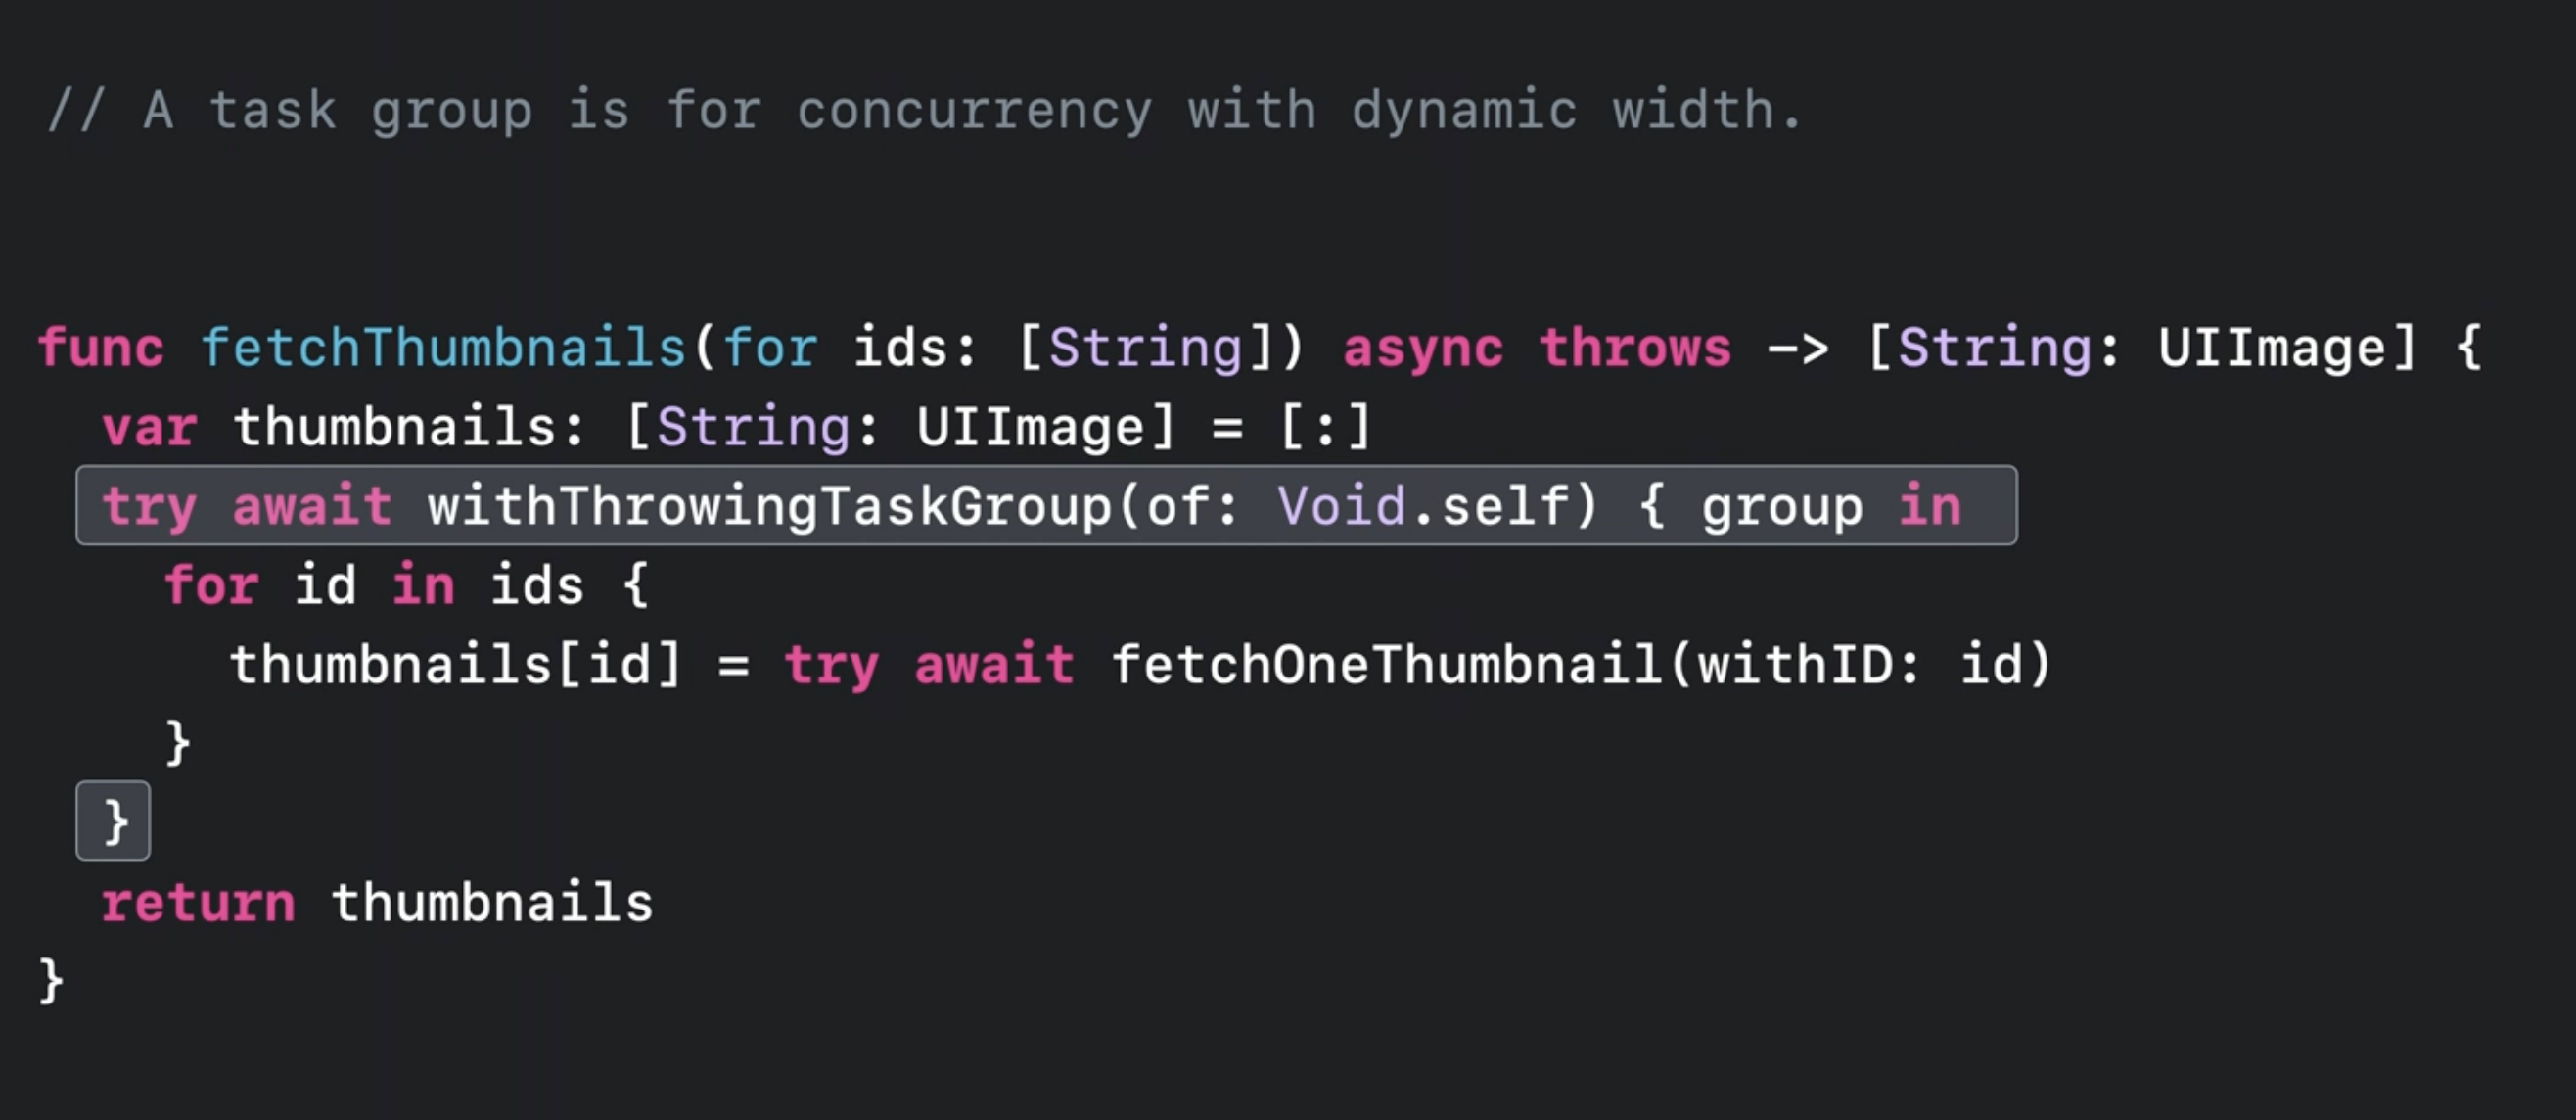 // A task group is for concurrency with dynamic width.
func fetchThumbnails(for ids: [String]) async throws -> [String: UIImage] {
var thumbnails: [String: UIImage] = [:]
try await withThrowingTaskGroup(of: Void.self) { group in
for id in ids {
thumbnails[id] = try await fetchOneThumbnail(withID: id)
}
}
return thumbnails
}